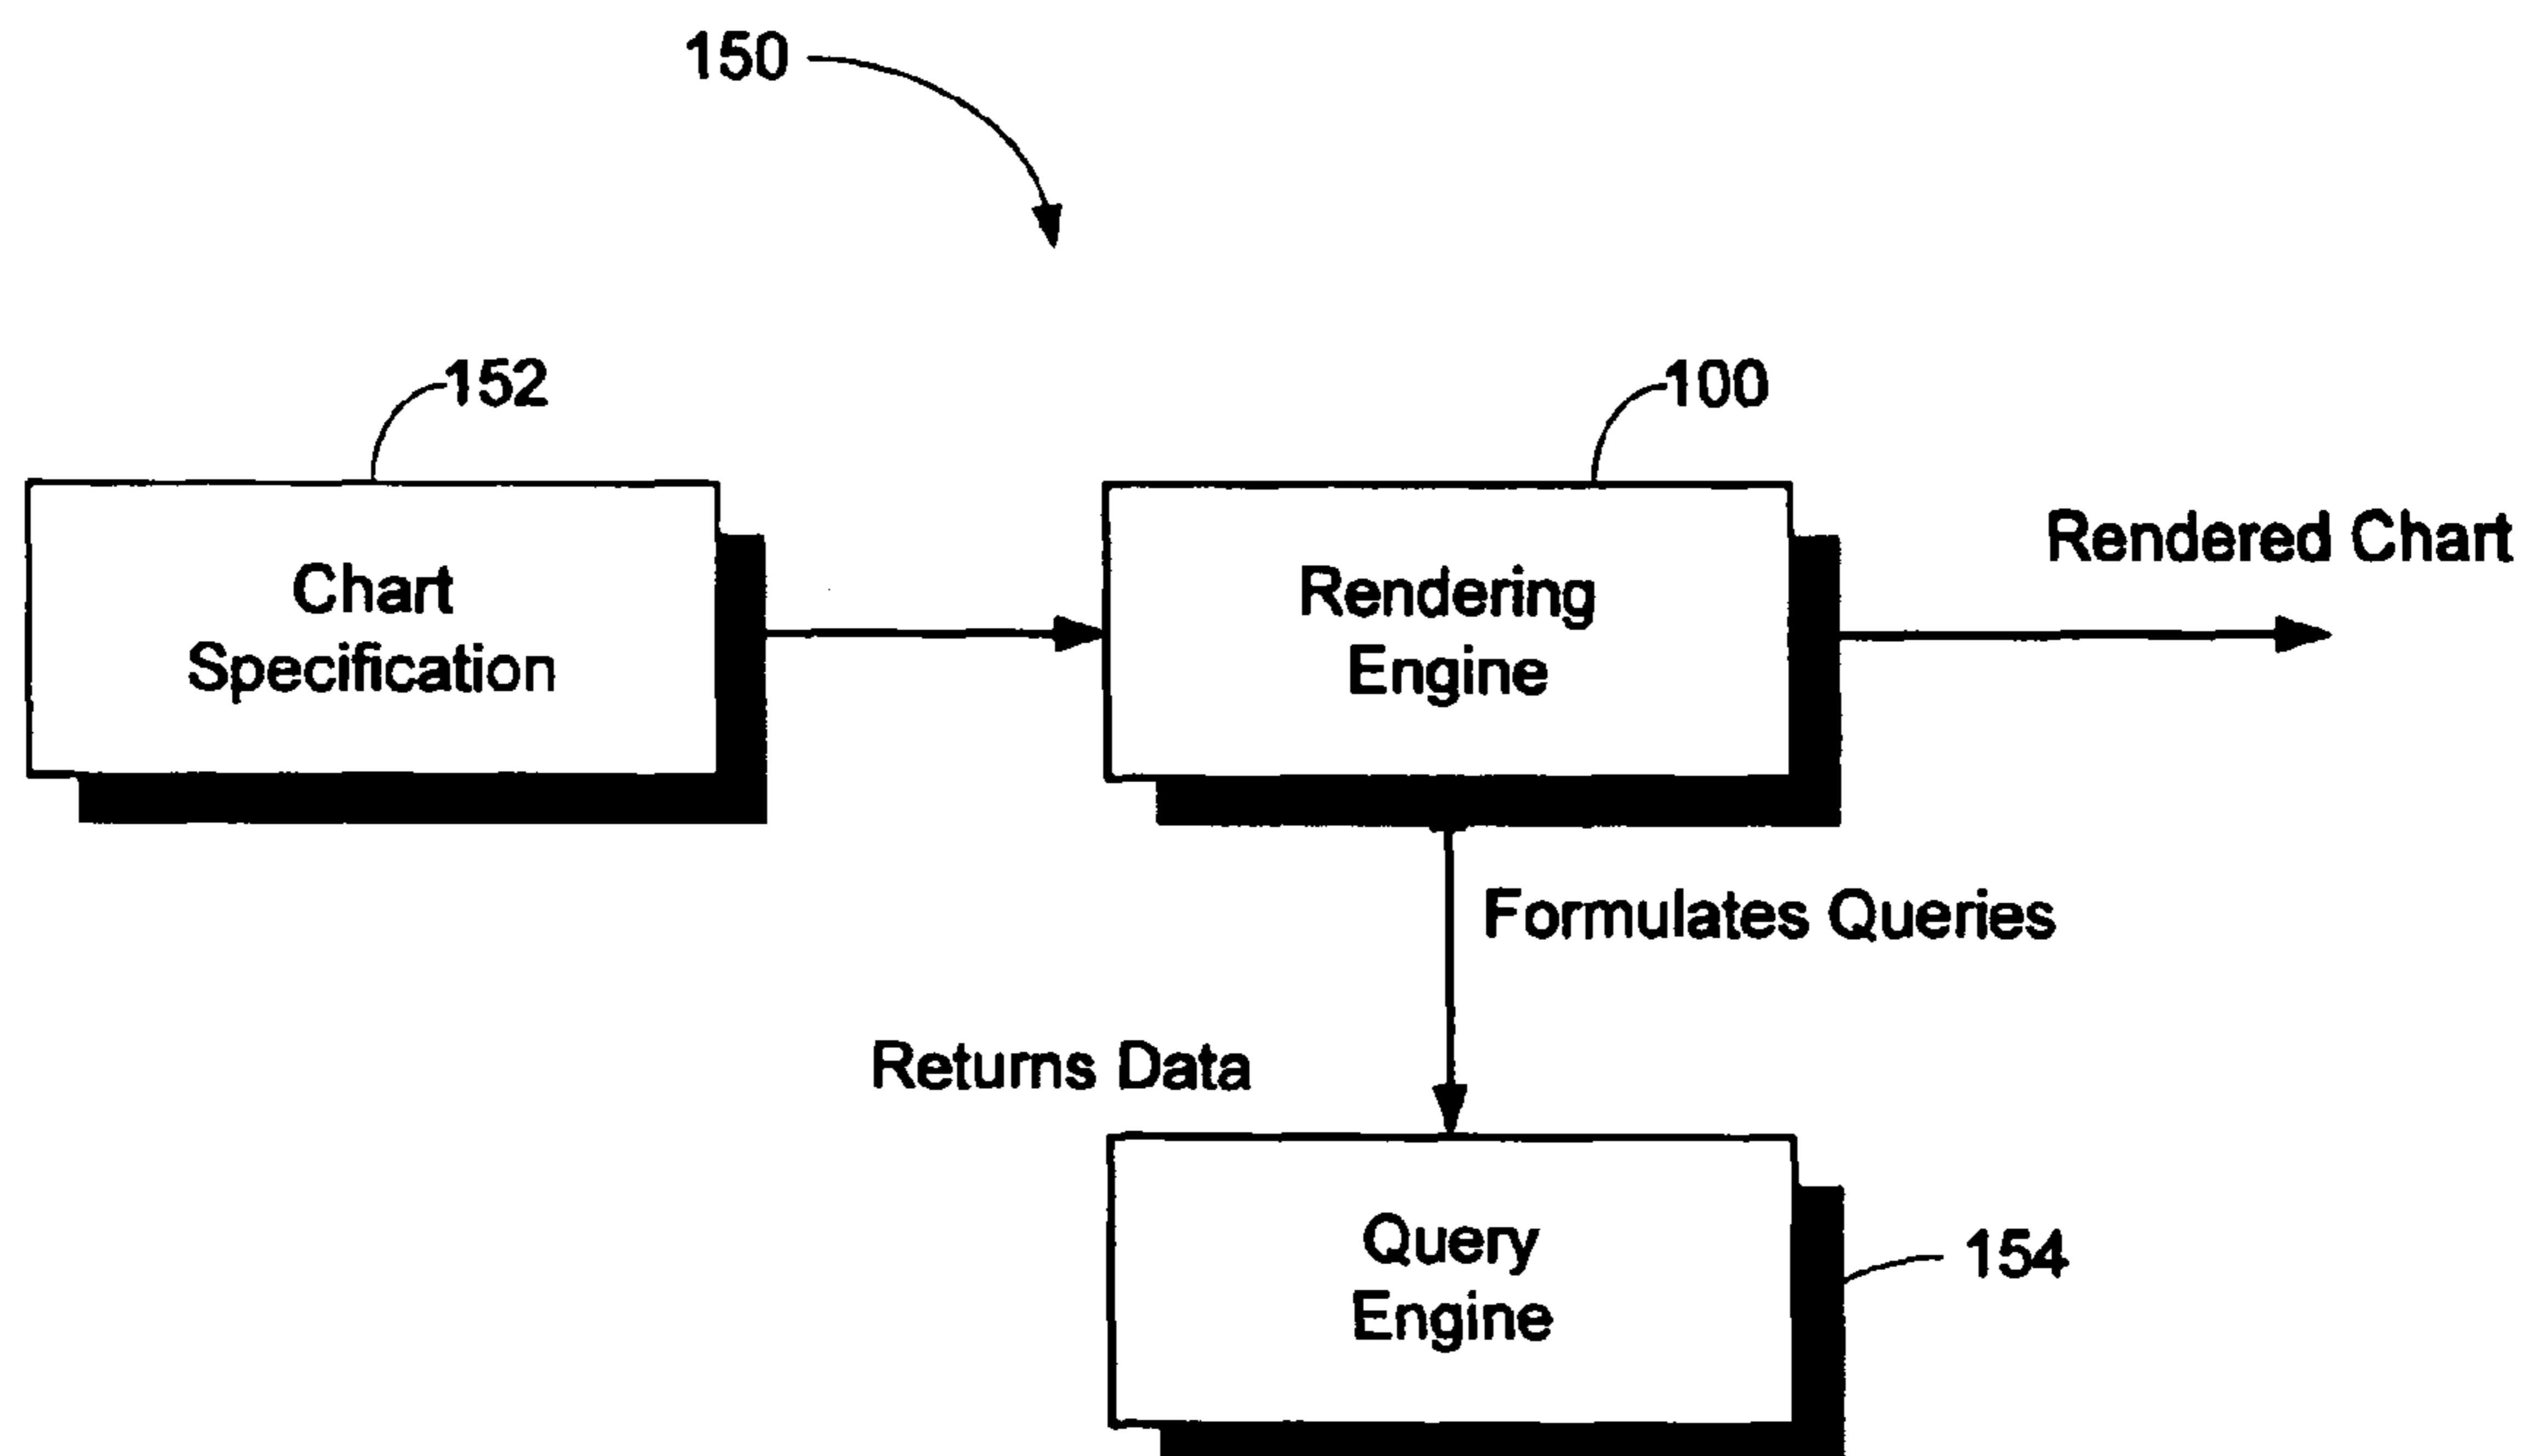 150
152
100
Chart
Specification
Rendering
Engine
Rendered Chart
Formulates Queries
Returns Data
Query
Engine
154